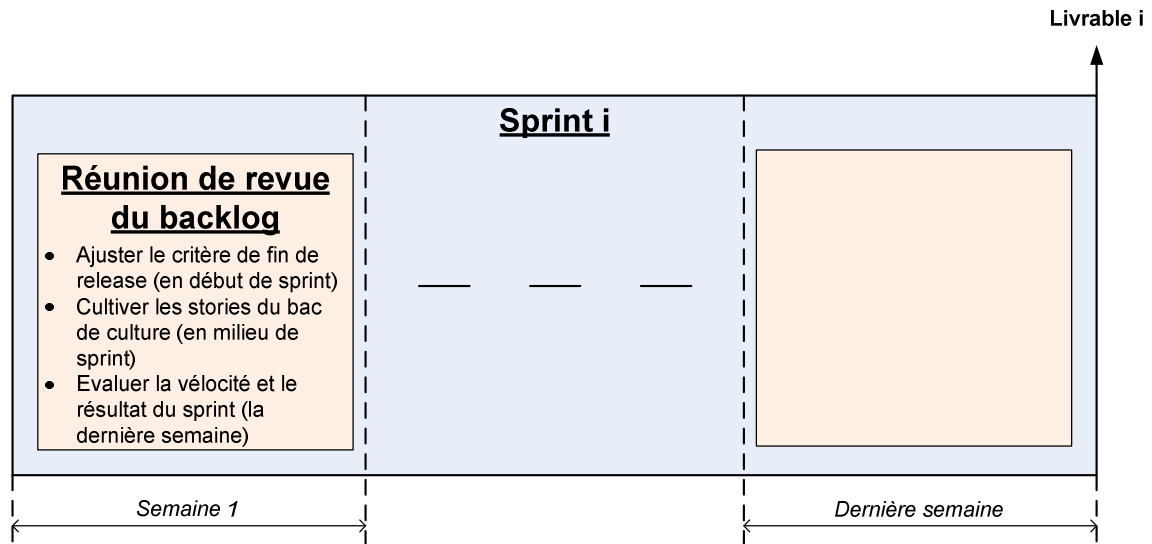 Livrable i
Sprint i
Réunion de revue
du backlog
• Ajuster le critère de fin de
release (en début de sprint)
• Cultiver les stories du bac
de culture (en milieu de
sprint)
• Evaluer la vélocité et le
résultat du sprint (la
dernière semaine)
Semaine 1
Dernière semaine